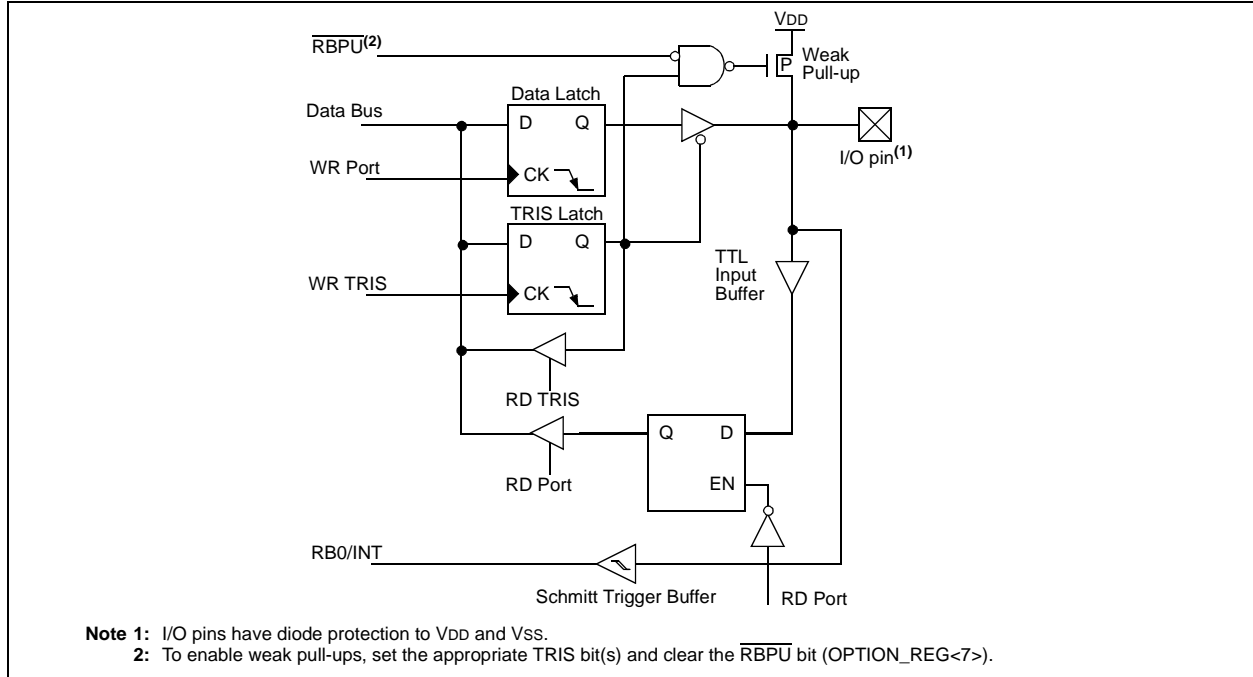 VDD
RBPU(2)
Weak
Pull-up
P
Data Latch
Data Bus
D Q
I/O pin(1)
WR Port
CK
TRIS Latch
D Q
TTL
Input
Buffer
WR TRIS
CK
RD TRIS
Q D
RD Port
EN
RB0/INT
Schmitt Trigger Buffer
RD Port
Note 1: I/O pins have diode protection to VDD and VSS.
2: To enable weak pull-ups, set the appropriate TRIS bit(s) and clear the RBPU bit (OPTION_REG<7>).